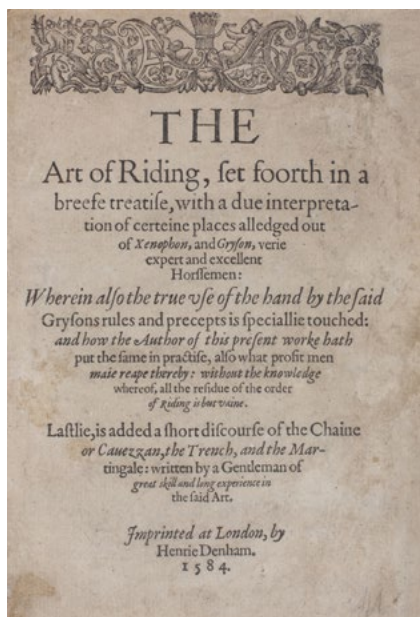 THE
Art of Riding, ſet foorth in a
breefe treatiſe, with a due interpreta-
tion of certeine places alledged out
of Xenophon, and Gryſon, verie
expert and excellent
Horſſemen:
Wherein alſo the true vſe of the hand by the ſaid
Gryſons rules and precepts is ſpeciallie touched:
and how the Author of this preſent worke hath
put the ſame in practiſe, alſo what profit men
maie reape thereby: without the knowledge
whereof, all the reſidue of the order
of Riding is but vaine.
Laſtlie, is added a ſhort diſcourſe of the Chaine
or Cauezzan, the Trench, and the Mar-
tingale: written by a Gentleman of
great skill and long experience in
the ſaid Art.
Imprinted at London, by
Henrie Denham.
1584.